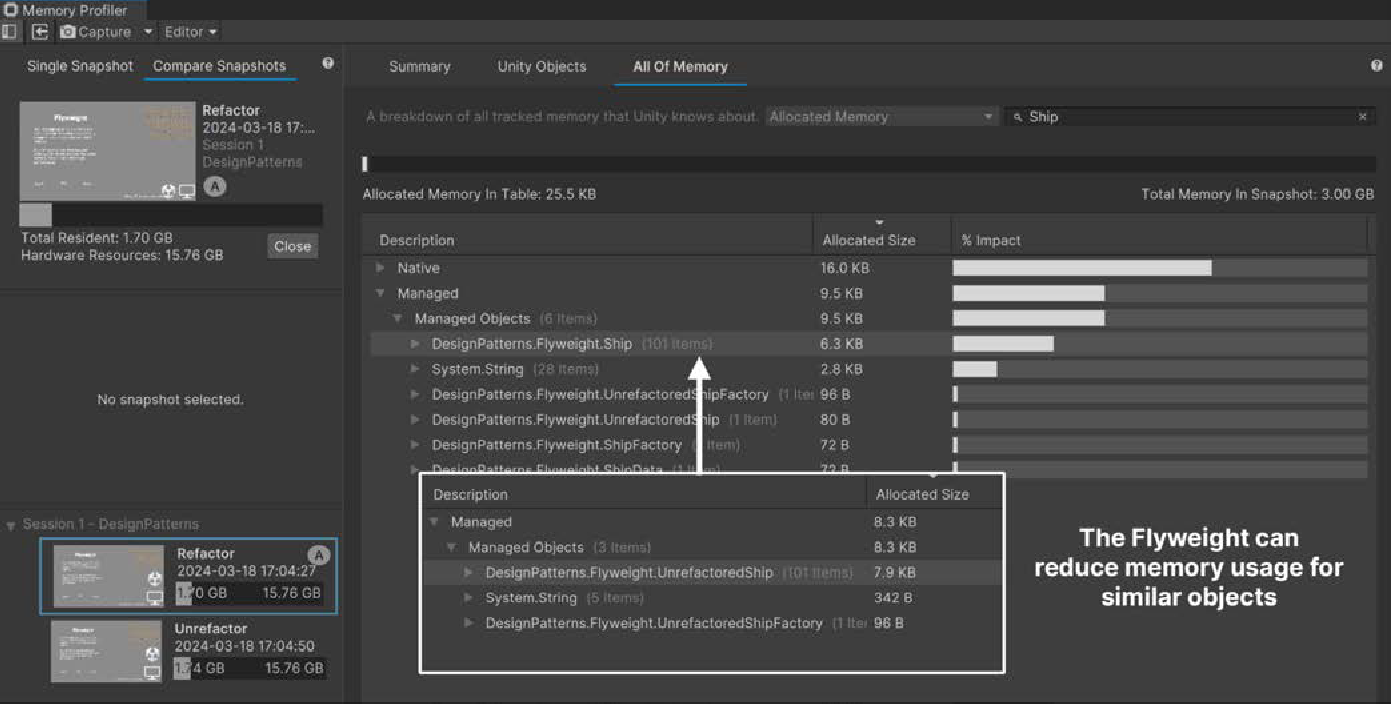 Memory Profiler
Capture
Editor
Single Snapshot
Compare Snapshots
Refactor
2024-03-18 17:...
Session 1
DesignPatterns
A
Total Resident: 1.70 GB
Hardware Resources: 15.76 GB
Close
No snapshot selected.
Session 1 - DesignPatterns
Refactor
A
2024-03-18 17:04:27
1.70 GB 15.76 GB
Unrefactor
2024-03-18 17:04:50
1.74 GB 15.76 GB
Summary
Unity Objects
All Of Memory
A breakdown of all tracked memory that Unity knows about.
Allocated Memory
Ship
Allocated Memory In Table: 25.5 KB
Total Memory In Snapshot: 3.00 GB
Description Allocated Size % Impact
Native 16.0 KB
Managed 9.5 KB
Managed Objects (6 Items) 9.5 KB
DesignPatterns.Flyweight.Ship (101 Items) 6.3 KB
System.String (28 Items) 2.8 KB
DesignPatterns.Flyweight.UnrefactoredShipFactory (1 Iter 96 B
DesignPatterns.Flyweight.UnrefactoredShip (1 Item) 80 B
DesignPatterns.Flyweight.ShipFactory Item) 72 B
DesignPatterns.Flyweight.ShipData (1 Item) 72 B
Description Allocated Size
Managed 8.3 KB
Managed Objects (3 Items) 8.3 KB
DesignPatterns.Flyweight.UnrefactoredShip (101 Items) 7.9 KB
System.String (5 Items) 342 B
DesignPatterns.Flyweight.UnrefactoredShipFactory (1 Iter 96 B
The Flyweight can
reduce memory usage for
similar objects